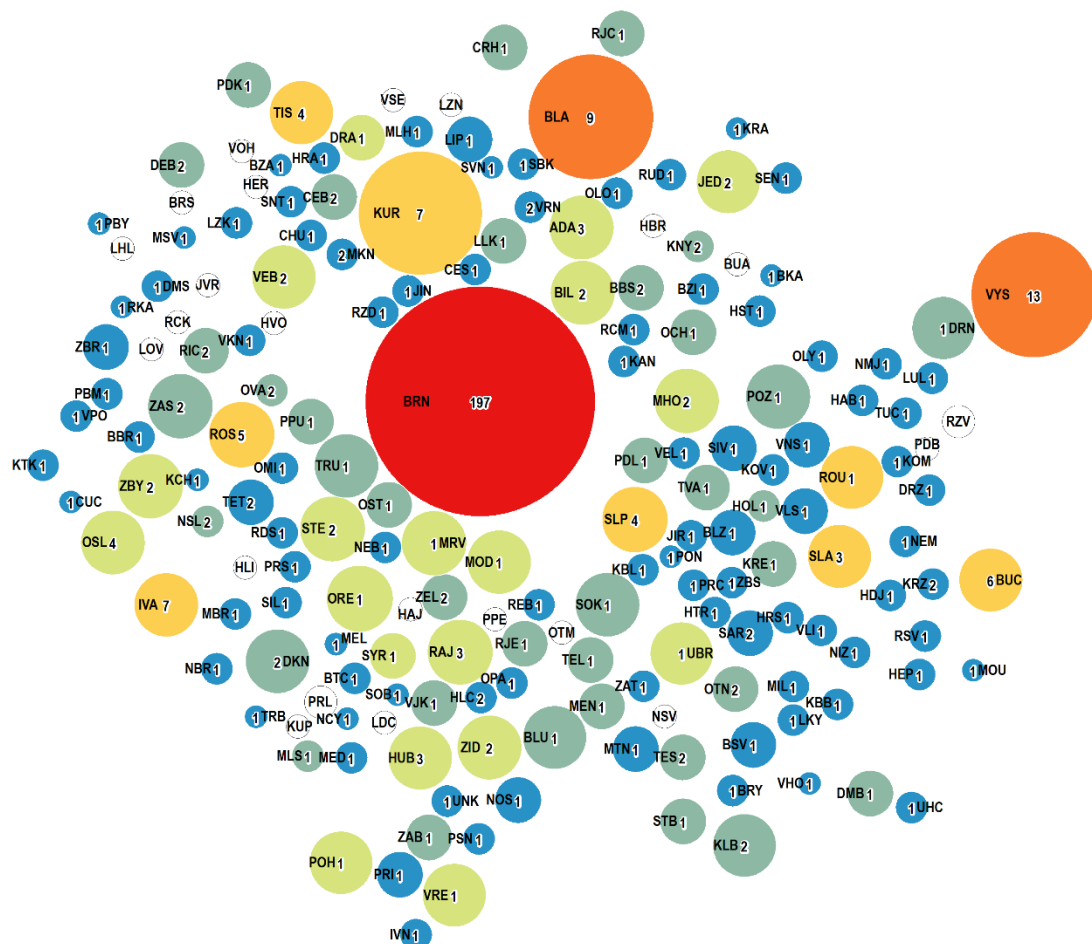 CRH 1
RJC 1
PDK 1
TIS 4
VSE
LZN
BLA 9
DRA 1
MLH 1
LIP 1
KRA 1
VOH
BZA 1
HRA 1
SVN 1
SBK 1
DEB 2
HER
SNT 1
CEB 2
RUD 1
JED 2
SEN 1
BRS
OLO 1
KUR 7
VRN 2
PBY 1
LZK 1
ADA 3
HBR
MSV 1
CHU 1
LLK 1
KNY 2
LHL
MKN 2
BUA
VEB 2
CES 1
BKA 1
DMS 1
JVR
JIN 1
BIL 2
BBS 2
BZI 1
VYS 13
RKA 1
RZD 1
HST 1
RCK
HVO
RCM 1
OCH 1
DRN 1
ZBR 1
LOV
RIC 2
VKN 1
KAN 1
OLY 1
NMJ 1
LUL 1
PBM 1
OVA 2
BRN 197
MHO 2
POZ 1
HAB 1
ZAS 2
TUC 1
VPO 1
PPU 1
RZV
BBR 1
ROS 5
PDB
SIV 1
VNS 1
KTK 1
OMI 1
TRU 1
PDL 1
VEL 1
KOV 1
KOM 1
ZBY 2
KCH 1
TVA 1
ROU 1
DRZ 1
CUC 1
TET 2
OST 1
HOL 1
NSL 2
SLP 4
VLS 1
OSL 4
RDS 1
STE 2
NEB 1
MRV 1
JIR 1
BLZ 1
NEM 1
PON 1
SLA 3
HLI
PRS 1
MOD 1
KBL 1
KRE 1
BUC 6
IVA 7
ORE 1
ZEL 2
PRC 1
ZBS 1
HDJ 1
KRZ 2
MBR 1
SIL 1
HAJ
PPE
REB 1
SOK 1
HTR 1
HRS 1
OTM
SAR 2
VLI 1
RSV 1
MEL 1
RJE 1
SYR 1
RAJ 3
UBR 1
NIZ 1
DKN 2
TEL 1
NBR 1
BTC 1
OPA 1
HEP 1
MOU 1
SOB 1
HLC 2
ZAT 1
OTN 2
MIL 1
PRL
VJK 1
MEN 1
KBB 1
TRB 1
KUP
NCY 1
LDC
NSV
LKY 1
BLU 1
MTN 1
BSV 1
MLS 1
MED 1
HUB 3
ZID 2
TES 2
BRY 1
VHO 1
DMB 1
UNK 1
NOS 1
UHC 1
STB 1
ZAB 1
PSN 1
KLB 2
POH 1
PRI 1
VRE 1
IVN 1